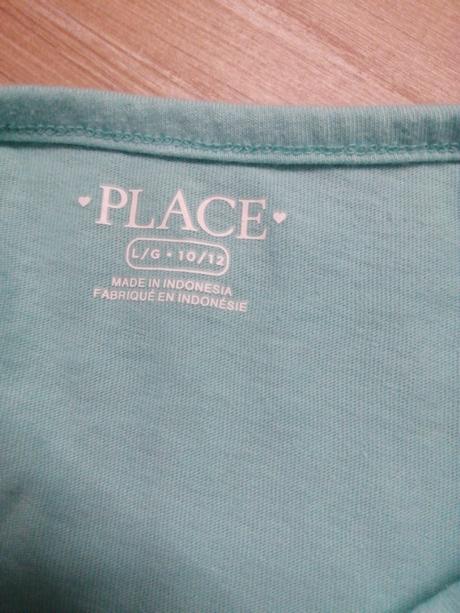 PLACE
L/G • 10/12
MADE IN INDONESIA
FABRIQUÉ EN INDONÉSIE